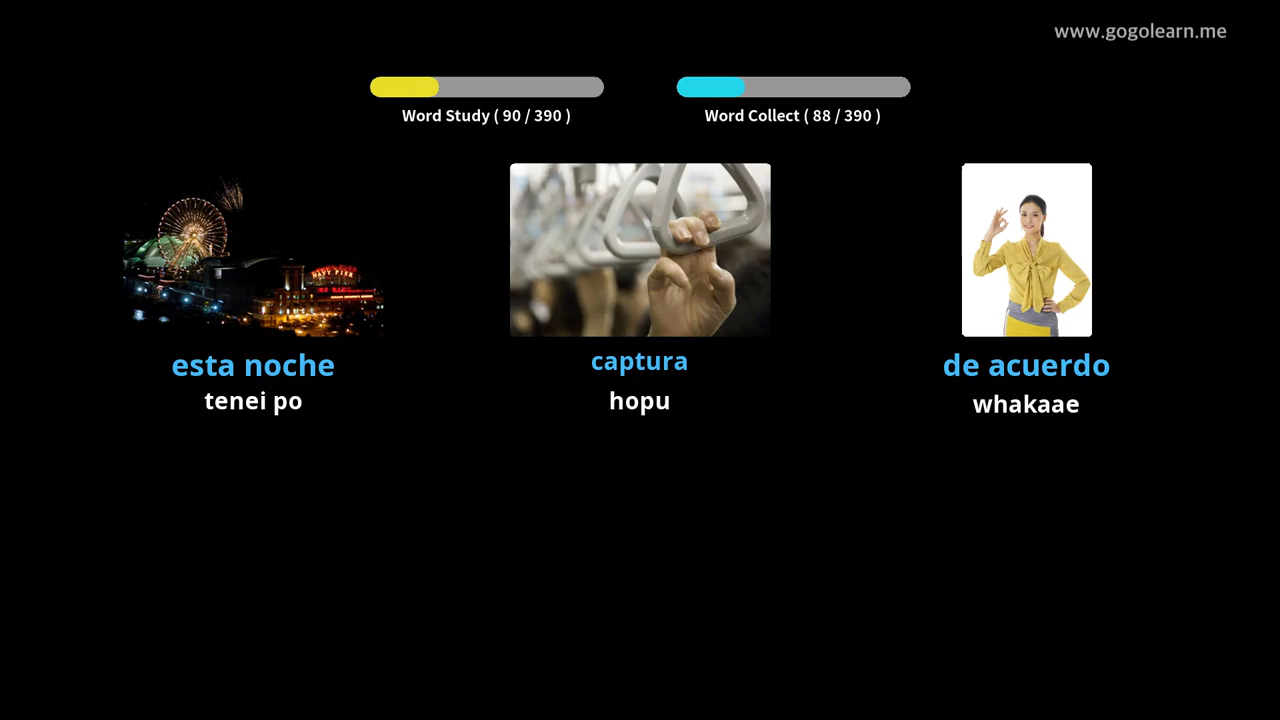 www.gogolearn.me
Word Study ( 90 / 390 )
Word Collect ( 88 / 390 )
esta noche
tenei po
captura
hopu
de acuerdo
whakaae